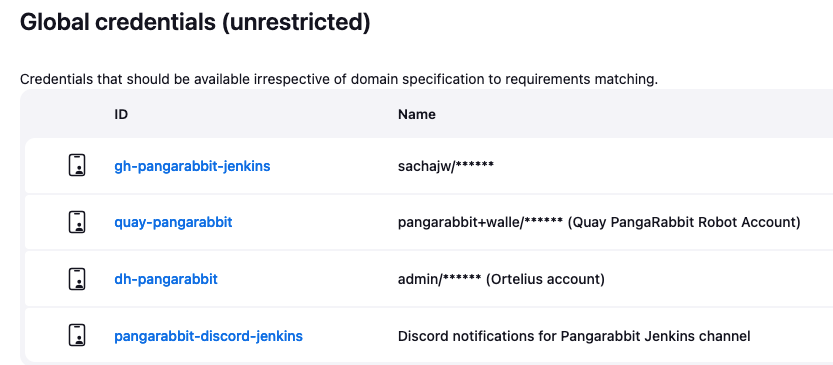 Global credentials (unrestricted)
Credentials that should be available irrespective of domain specification to requirements matching.
ID Name
gh-pangarabbit-jenkins sachajw/******
quay-pangarabbit pangarabbit+walle/****** (Quay PangaRabbit Robot Account)
dh-pangarabbit admin/****** (Ortelius account)
pangarabbit-discord-jenkins Discord notifications for Pangarabbit Jenkins channel